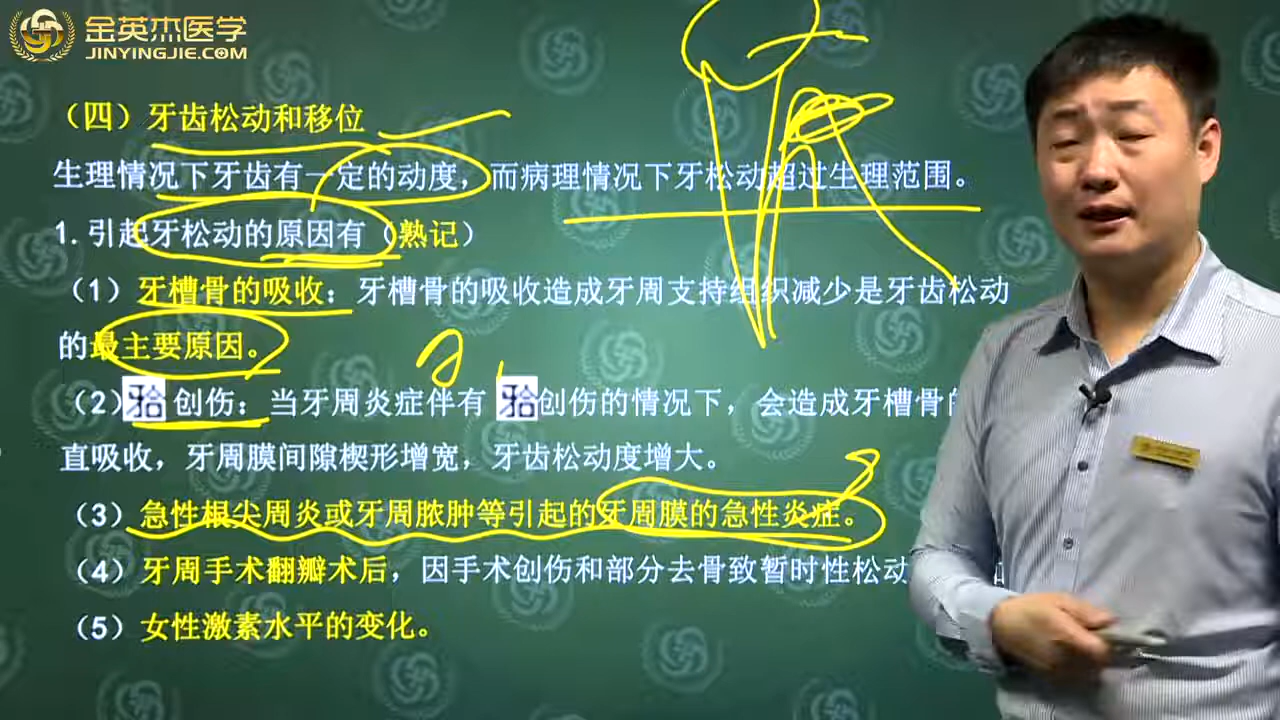 金英杰医学
JINYINGJIE.COM
（四）牙齿松动和移位
生理情况下牙齿有一定的动度，而病理情况下牙松动超过生理范围。
1.引起牙松动的原因有（熟记）
（1）牙槽骨的吸收：牙槽骨的吸收造成牙周支持组织减少是牙齿松动
的最主要原因。
（2）𬌗创伤：当牙周炎症伴有𬌗创伤的情况下，会造成牙槽骨的
直吸收，牙周膜间隙楔形增宽，牙齿松动度增大。
（3）急性根尖周炎或牙周脓肿等引起的牙周膜的急性炎症。
（4）牙周手术翻瓣术后，因手术创伤和部分去骨致暂时性松动
（5）女性激素水平的变化。